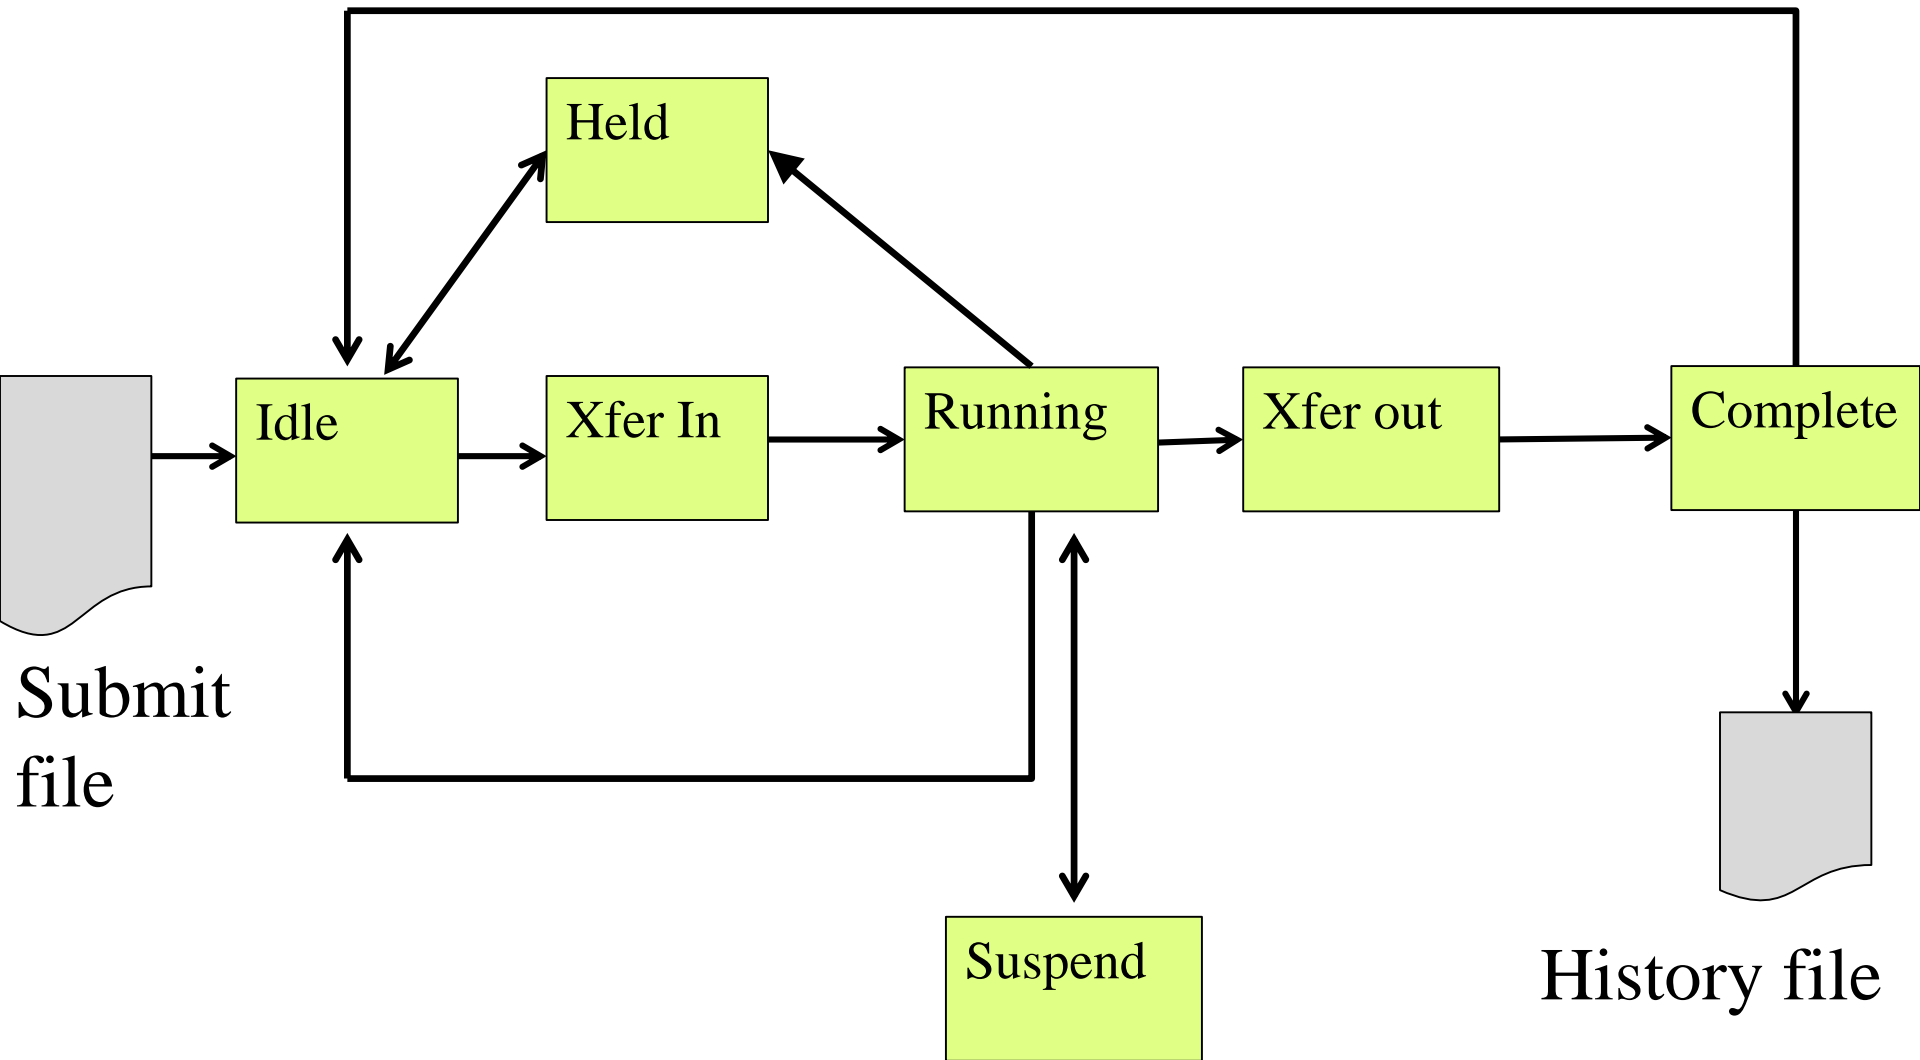 Held
Idle
Xfer In
Running
Xfer out
Complete
Submit
file
Suspend
History file